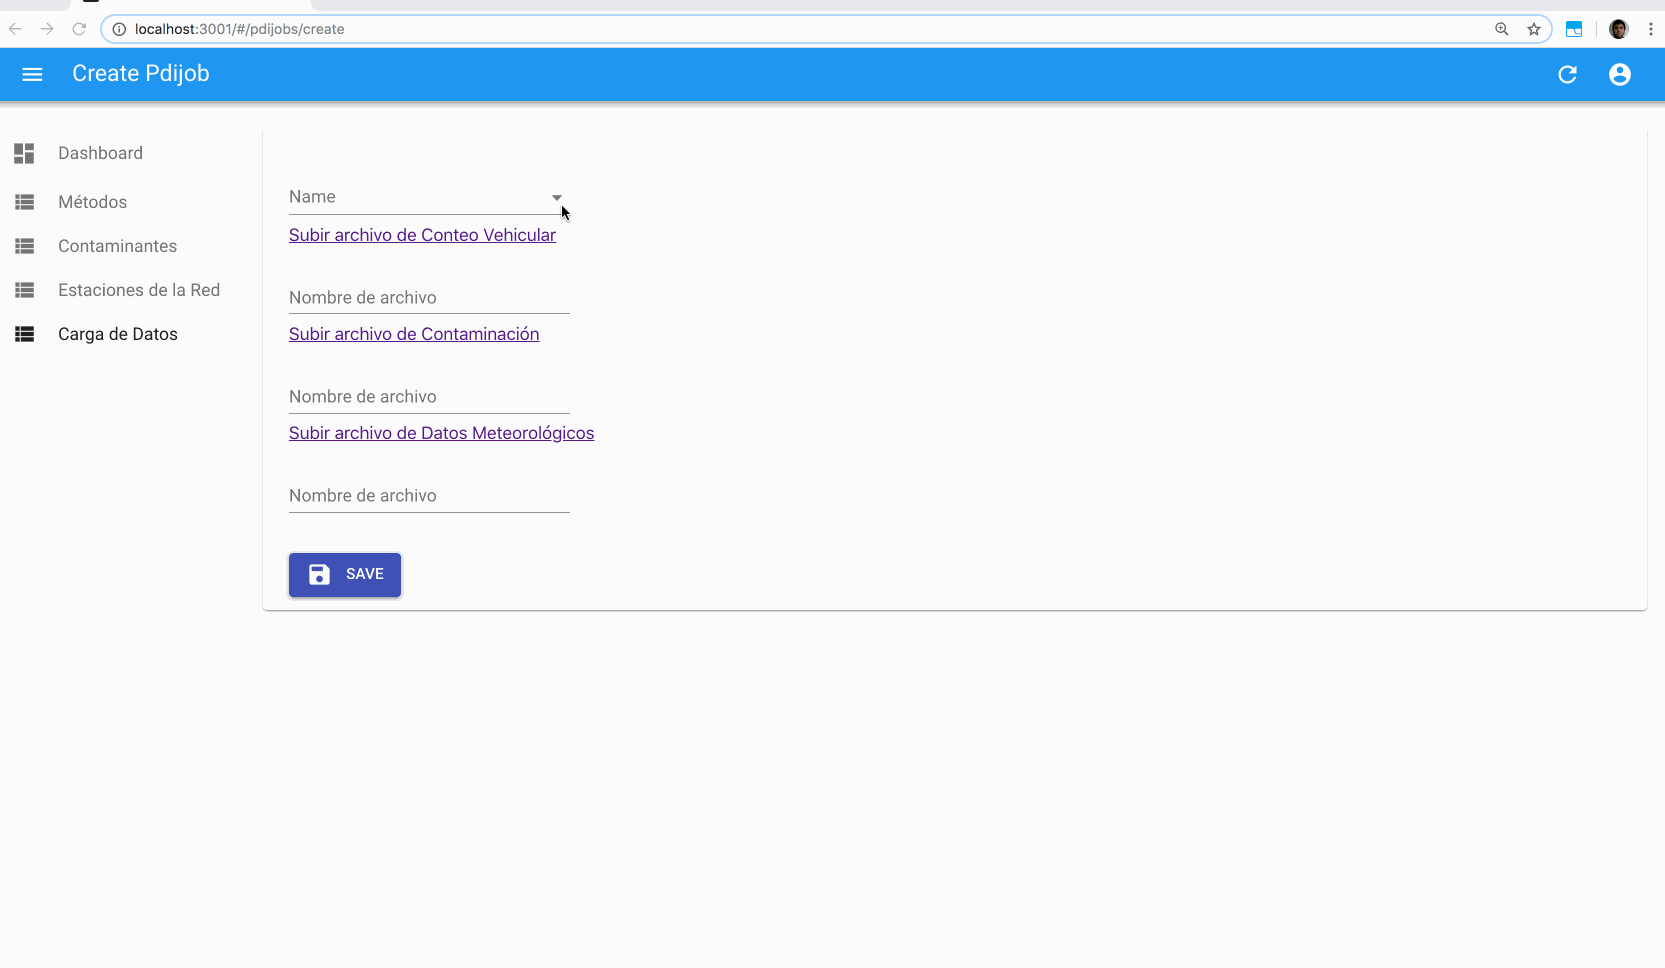 localhost:3001/#/pdijobs/create
Create Pdijob
Dashboard
Métodos
Contaminantes
Estaciones de la Red
Carga de Datos
Name
Subir archivo de Conteo Vehicular
Nombre de archivo
Subir archivo de Contaminación
Nombre de archivo
Subir archivo de Datos Meteorológicos
Nombre de archivo
SAVE